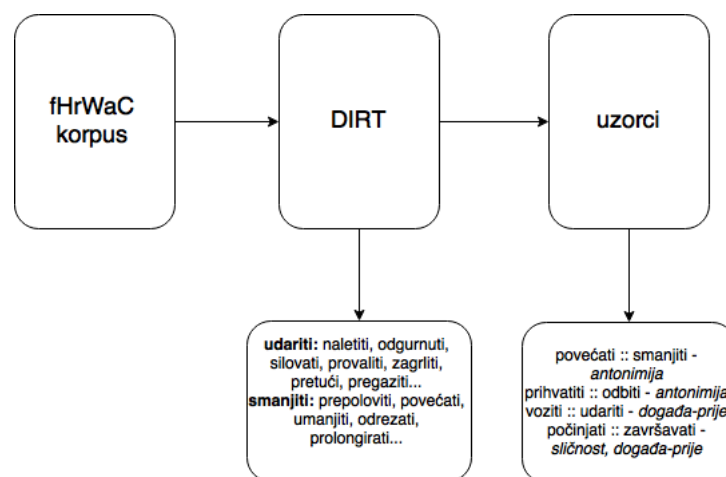 fHrWaC
korpus
DIRT
uzorci
udariti: naletiti, odgurnuti,
silovati, provaliti, zagrliti,
pretući, pregaziti...
smanjiti: prepoloviti, povećati,
umanjiti, odrezati,
prolongirati...
povećati :: smanjiti -
antonimija
prihvatiti :: odbiti - antonimija
voziti :: udariti - događa-prije
počinjati :: završavati -
sličnost, događa-prije